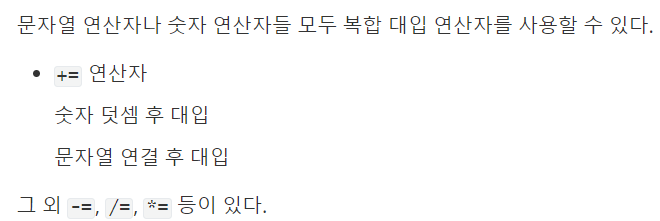 문자열 연산자나 숫자 연산자들 모두 복합 대입 연산자를 사용할 수 있다.
• += 연산자
숫자 덧셈 후 대입
문자열 연결 후 대입
그 외 -=, /=, *= 등이 있다.